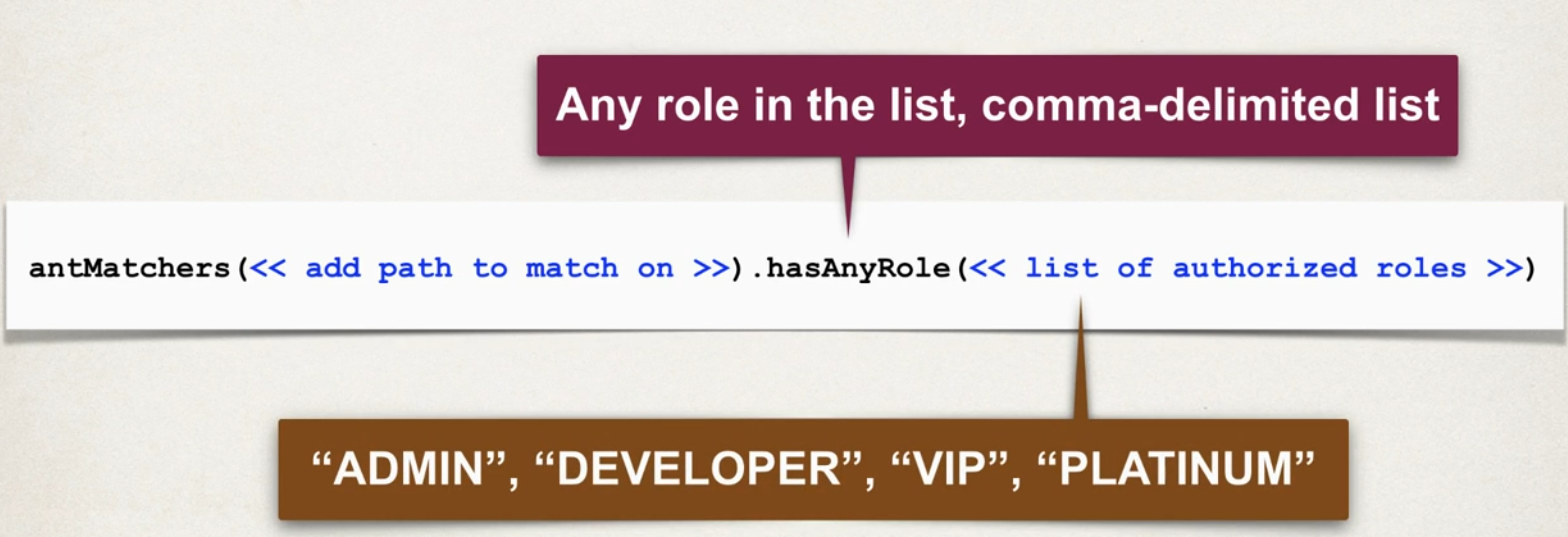 Any role in the list, comma-delimited list
antMatchers(<< add path to match on >>).hasAnyRole(<< list of authorized roles >>)
“ADMIN”, “DEVELOPER”, “VIP”, “PLATINUM”